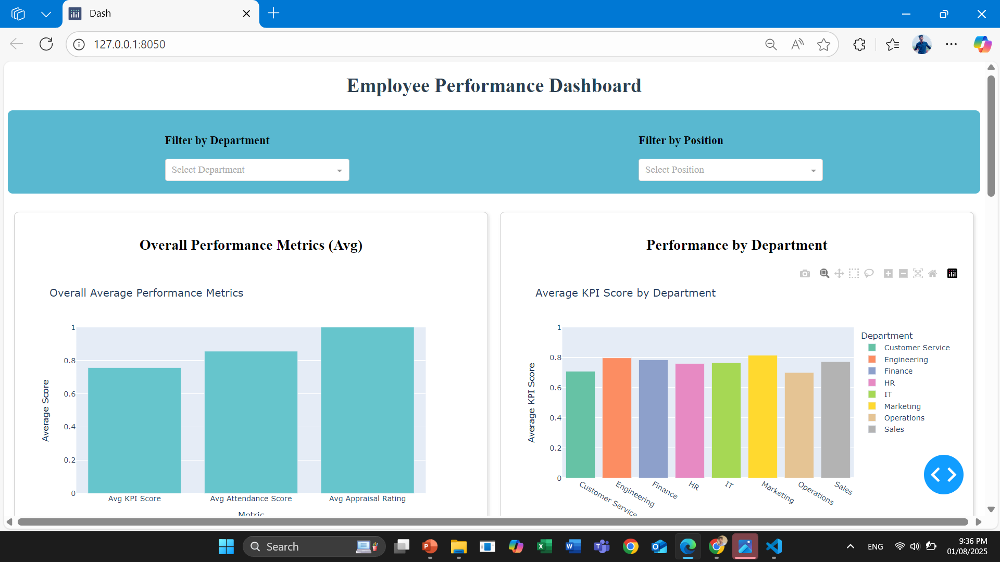 Dash
127.0.0.1:8050
Employee Performance Dashboard
Filter by Department
Select Department
Filter by Position
Select Position
Overall Performance Metrics (Avg)
Overall Average Performance Metrics
Average Score
1
0.8
0.6
0.4
0.2
0
Avg KPI Score
Avg Attendance Score
Avg Appraisal Rating
Metric
Performance by Department
Average KPI Score by Department
Average KPI Score
1
0.8
0.6
0.4
0.2
0
Customer Service
Engineering
Finance
HR
IT
Marketing
Operations
Sales
Department
Customer Service
Engineering
Finance
HR
IT
Marketing
Operations
Sales
Search
ENG
9:36 PM
01/08/2025